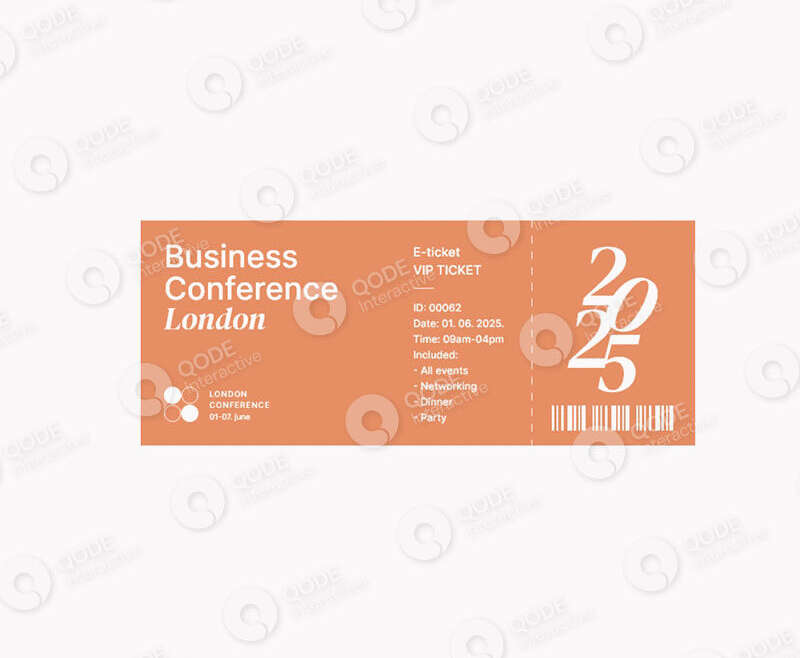 Business
Conference
London
LONDON
CONFERENCE
01-07. june
E-ticket
VIP TICKET
ID: 00062
Date: 01. 06. 2025.
Time: 09am-04pm
Included:
- All events
- Networking
- Dinner
- Party
2025
QODE
Interactive